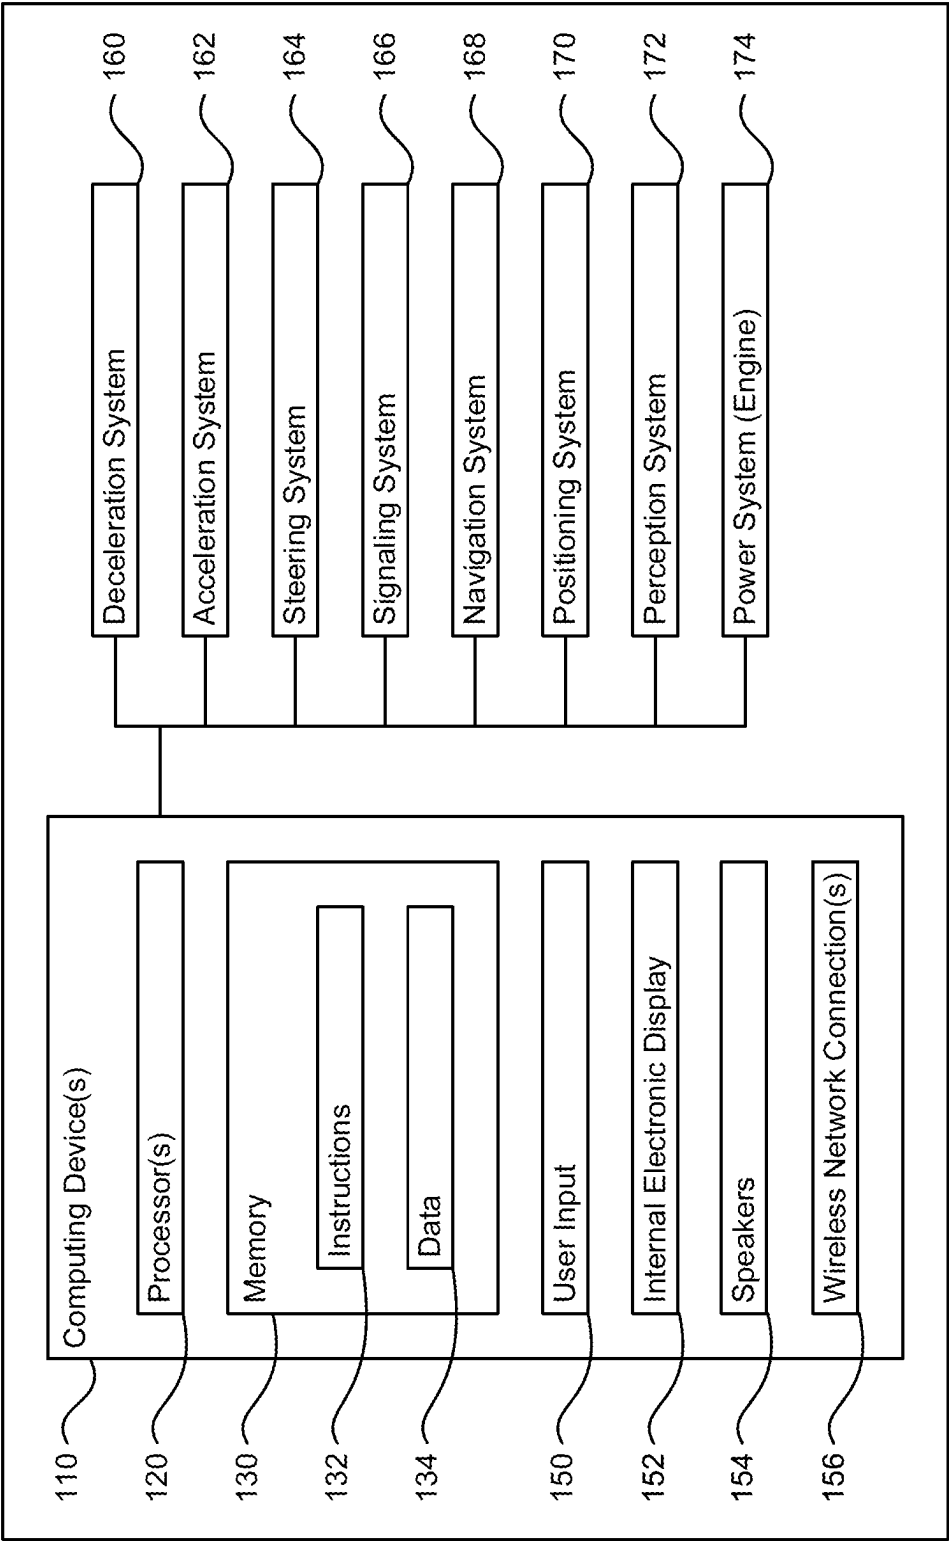 110
Computing Device(s)
120
Processor(s)
130
Memory
132
Instructions
134
Data
150
User Input
152
Internal Electronic Display
154
Speakers
156
Wireless Network Connection(s)
Deceleration System
160
Acceleration System
162
Steering System
164
Signaling System
166
Navigation System
168
Positioning System
170
Perception System
172
Power System (Engine)
174